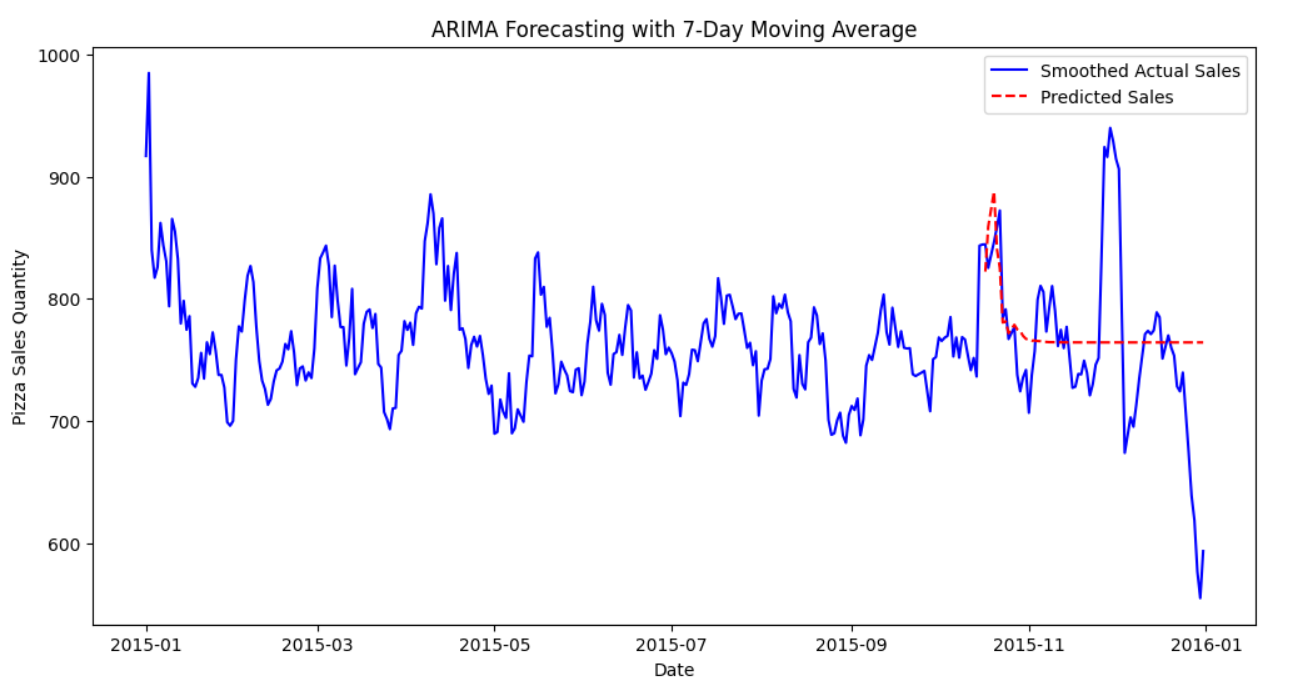 ARIMA Forecasting with 7-Day Moving Average
Smoothed Actual Sales
Predicted Sales
Pizza Sales Quantity
1000
900
800
700
600
2015-01 2015-03 2015-05 2015-07 2015-09 2015-11 2016-01
Date